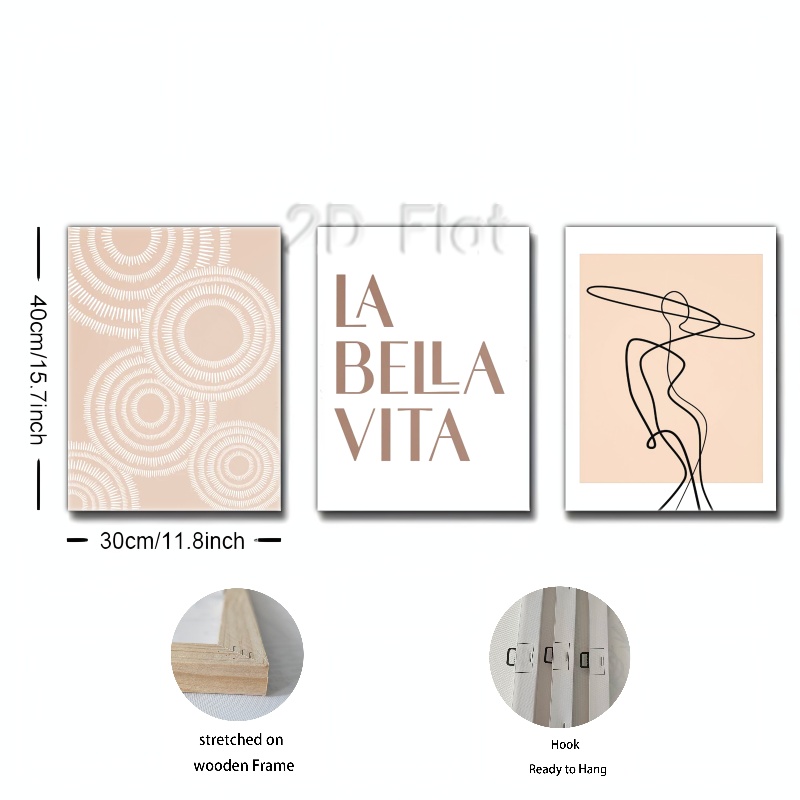 2D Flat
LA
BELLA
VITA
40cm/15.7inch
30cm/11.8inch
stretched on
wooden Frame
Hook
Ready to Hang